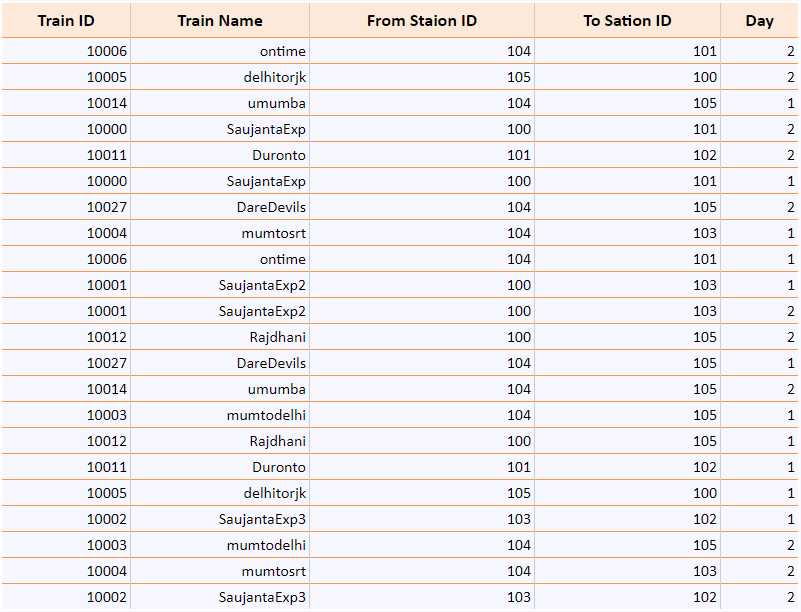 Train ID Train Name From Staion ID To Sation ID Day
10006 ontime 104 101 2
10005 delhitorjk 105 100 2
10014 umumba 104 105 1
10000 SaujantaExp 100 101 2
10011 Duronto 101 102 2
10000 SaujantaExp 100 101 1
10027 DareDevils 104 105 2
10004 mumtosrt 104 103 1
10006 ontime 104 101 1
10001 SaujantaExp2 100 103 1
10001 SaujantaExp2 100 103 2
10012 Rajdhani 100 105 2
10027 DareDevils 104 105 1
10014 umumba 104 105 2
10003 mumtodelhi 104 105 1
10012 Rajdhani 100 105 1
10011 Duronto 101 102 1
10005 delhitorjk 105 100 1
10002 SaujantaExp3 103 102 1
10003 mumtodelhi 104 105 2
10004 mumtosrt 104 103 2
10002 SaujantaExp3 103 102 2